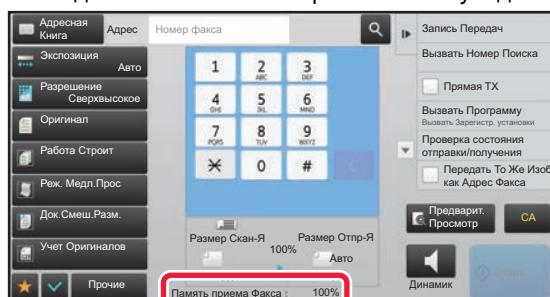 Адресная
Книга
Адрес
Номер факса
Экспозиция
Авто
Разрешение
Сверхвысокое
Оригинал
Работа Строит
Реж. Медл.Прос
Док.Смеш.Разм.
Учет Оригиналов
Прочие
1
2
ABC
3
DEF
4
GHI
5
JKL
6
MNO
7
PQRS
8
TUV
9
WXYZ
0
#
Размер Скан-Я
100%
Размер Отпр-Я
Авто
Память приема Факса :
100%
Запись Передач
Вызвать Номер Поиска
Прямая TX
Вызвать Программу
Вызвать Зарегистр. установки
Проверка состояния
отправки/получения
Передать То Же Изоб
как Адрес Факса
Предварит.
Просмотр
CA
Динамик
Старт